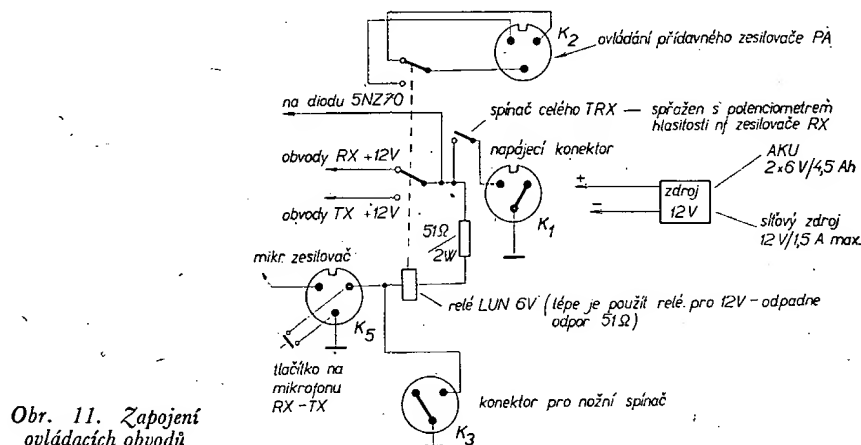 K2
ovládání přídavného zesilovače PA
na diodu 5NZ70
spínač celého TRX — spřažen s potenciometrem
hlasitosti nf zesilovače RX
obvody RX +12V
napájecí konektor
AKU
2x6 V/4,5 Ah
+
zdroj
12V
−
obvody TX +12V
K1
síťový zdroj
12 V/1,5 A max.
51Ω
2W
mikr. zesilovač
relé LUN 6V (lépe je použít relé pro 12V - odpadne
odpor 51Ω)
K5
tlačítko na
mikrofonu
RX - TX
konektor pro nožní spínač
K3
Obr. 11. Zapojení
ovládacích obvodů